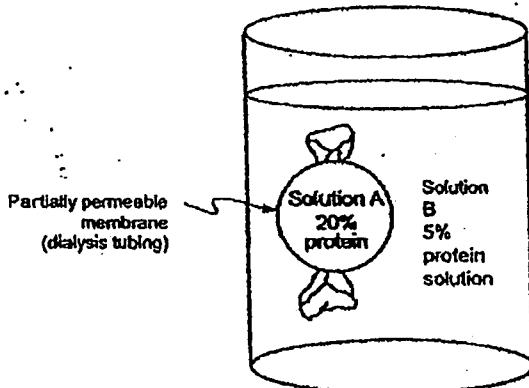 Partially permeable
membrane
(dialysis tubing)
Solution A
20%
protein
Solution
B
5%
protein
solution